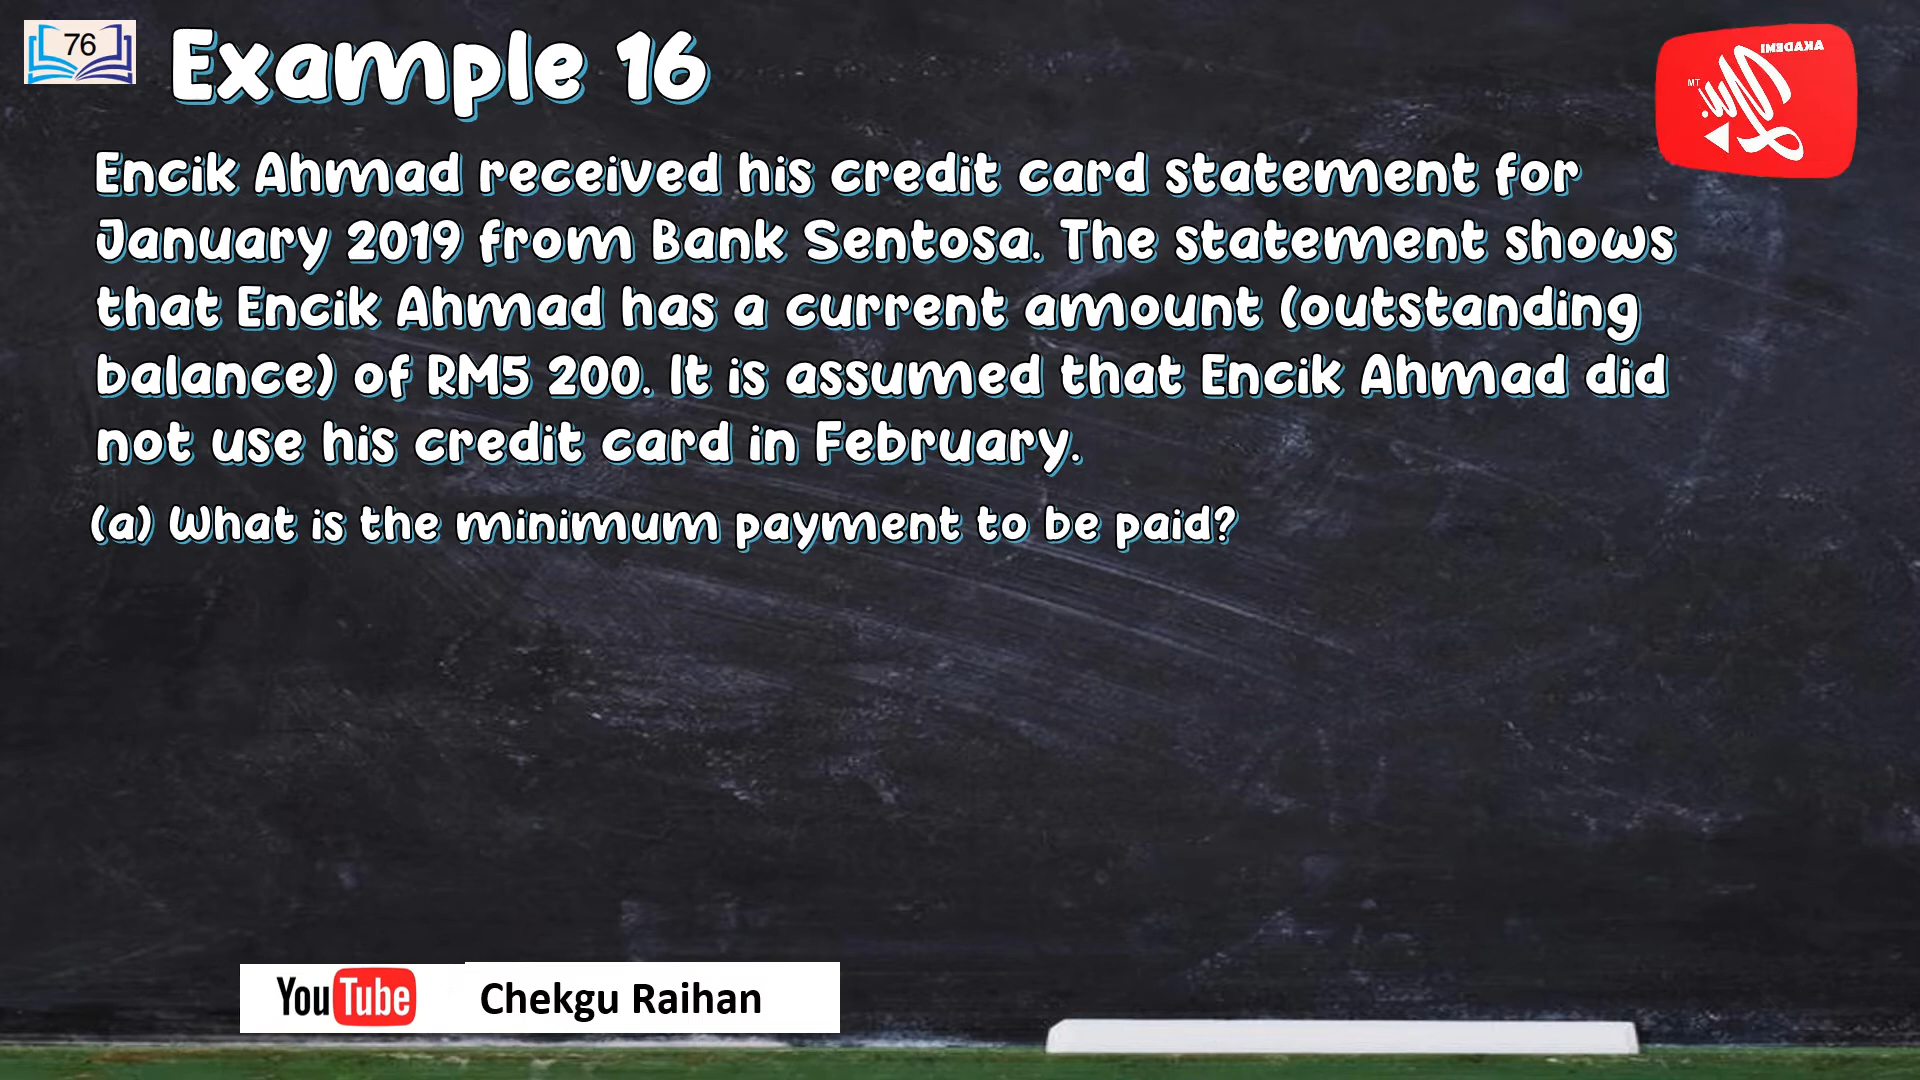 76
Example 16
AKADEMI
TM
Encik Ahmad received his credit card statement for
January 2019 from Bank Sentosa. The statement shows
that Encik Ahmad has a current amount (outstanding
balance) of RM5 200. It is assumed that Encik Ahmad did
not use his credit card in February.
(a) What is the minimum payment to be paid?
YouTube Chekgu Raihan